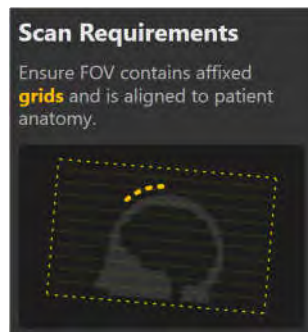 Scan Requirements
Ensure FOV contains affixed
grids and is aligned to patient
anatomy.